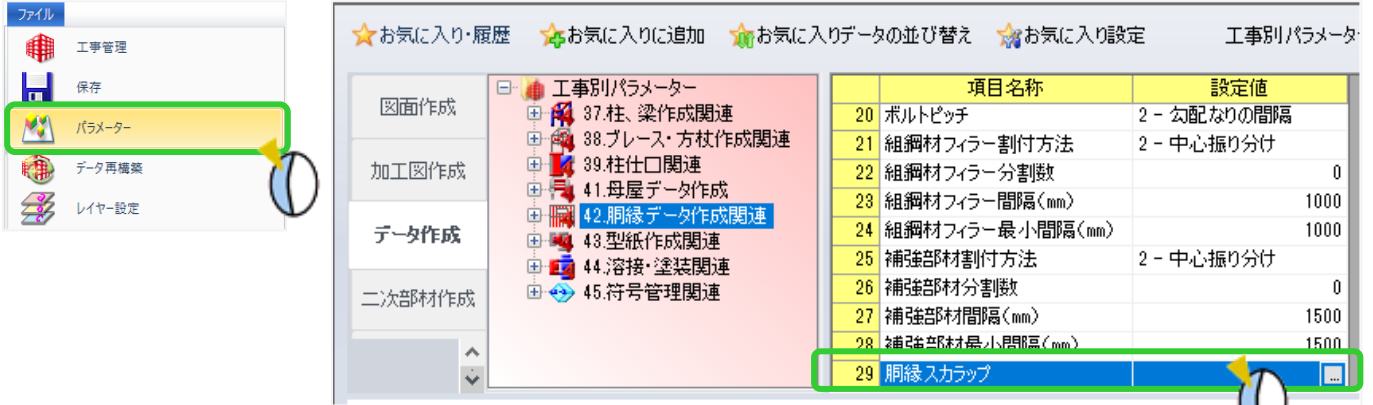 ファイル
工事管理
保存
パラメーター
データ再構築
レイヤー設定
お気に入り・履歴 お気に入りに追加 お気に入りデータの並び替え お気に入り設定 工事別パラメータ
図面作成
加工図作成
データ作成
二次部材作成
工事別パラメーター
37.柱、梁作成関連
38.ブレース・方杖作成関連
39.柱仕口関連
41.母屋データ作成
42.胴縁データ作成関連
43.型紙作成関連
44.溶接・塗装関連
45.符号管理関連
項目名称 設定値
20 ボルトピッチ 2 - 勾配なりの間隔
21 組鋼材フィラー割付方法 2 - 中心振り分け
22 組鋼材フィラー分割数 0
23 組鋼材フィラー間隔(mm) 1000
24 組鋼材フィラー最小間隔(mm) 1000
25 補強部材割付方法 2 - 中心振り分け
26 補強部材分割数 0
27 補強部材間隔(mm) 1500
28 補強部材最小間隔(mm) 1500
29 胴縁スカラップ ...